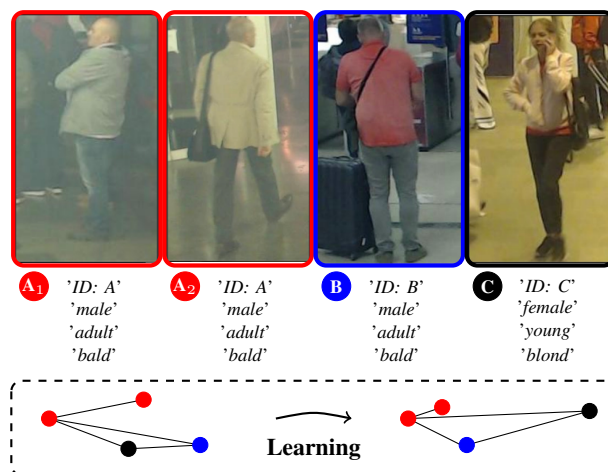 A₁ 'ID: A' A₂ 'ID: A' B 'ID: B' C 'ID: C'
'male' 'male' 'male' 'female'
'adult' 'adult' 'adult' 'young'
'bald' 'bald' 'bald' 'blond'
Learning